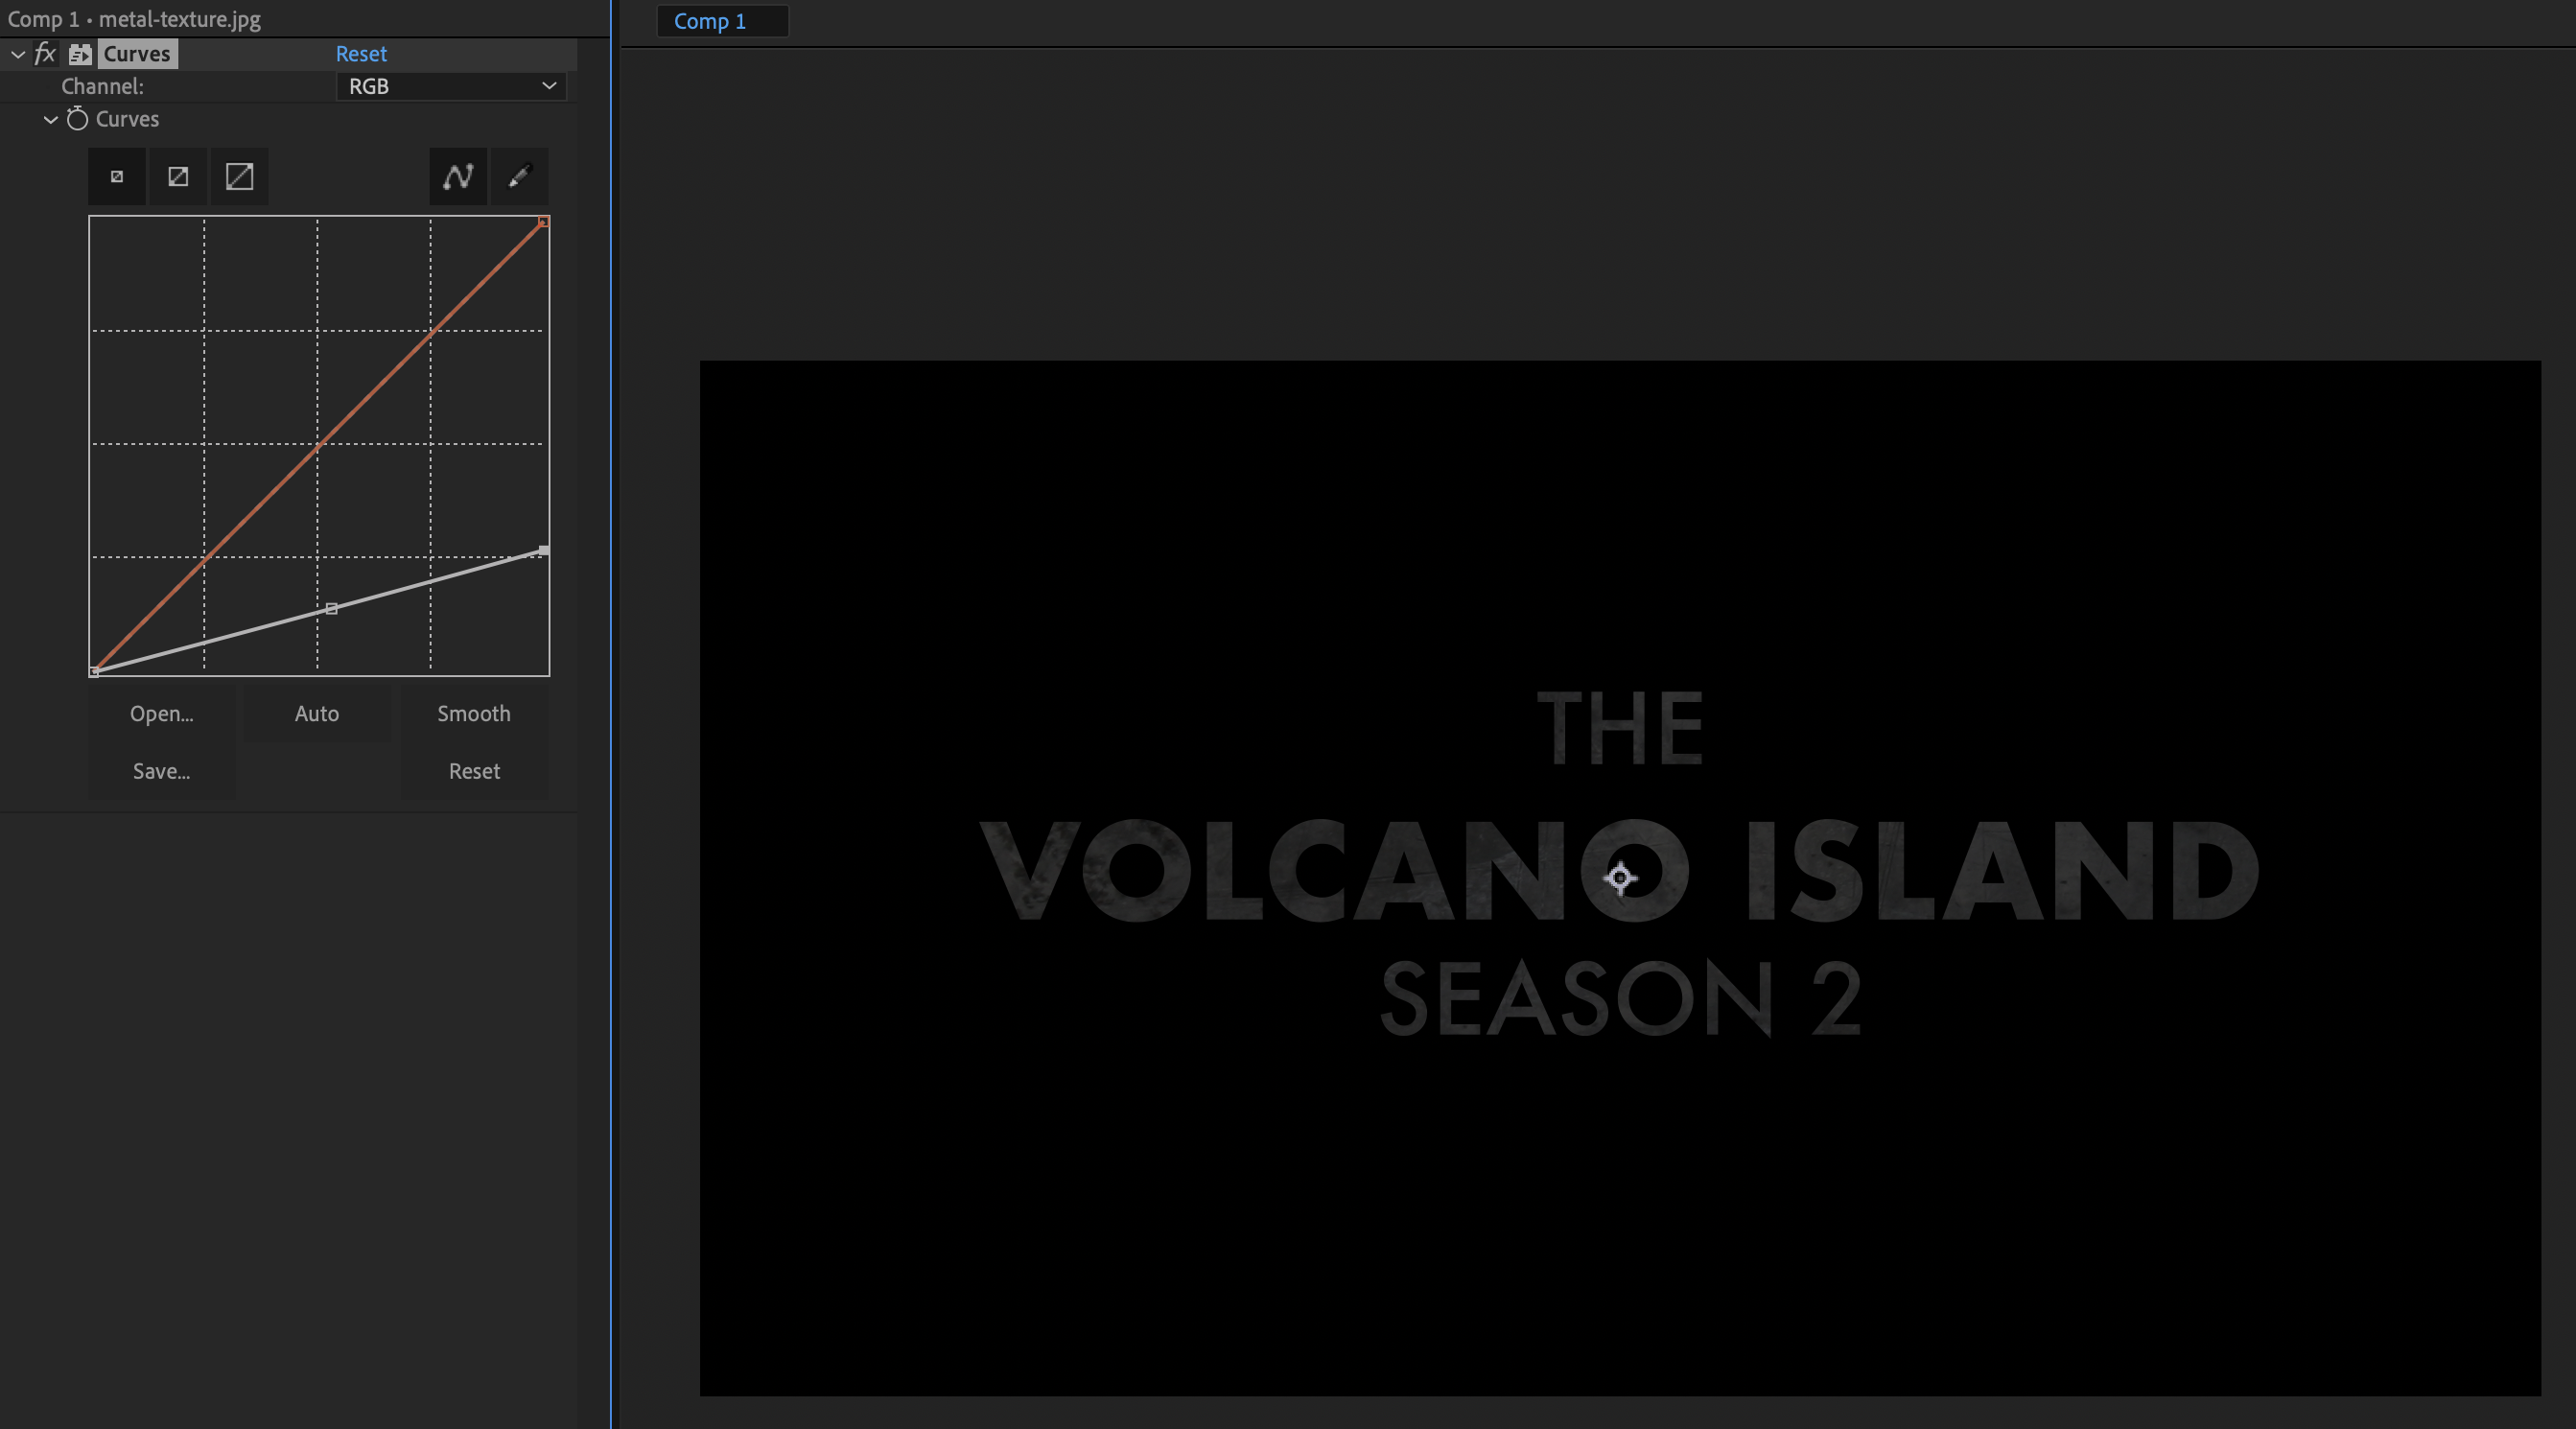 Comp 1 • metal-texture.jpg
fx Curves Reset
Channel: RGB
Curves
Open... Auto Smooth
Save... Reset
Comp 1
THE
VOLCANO ISLAND
SEASON 2